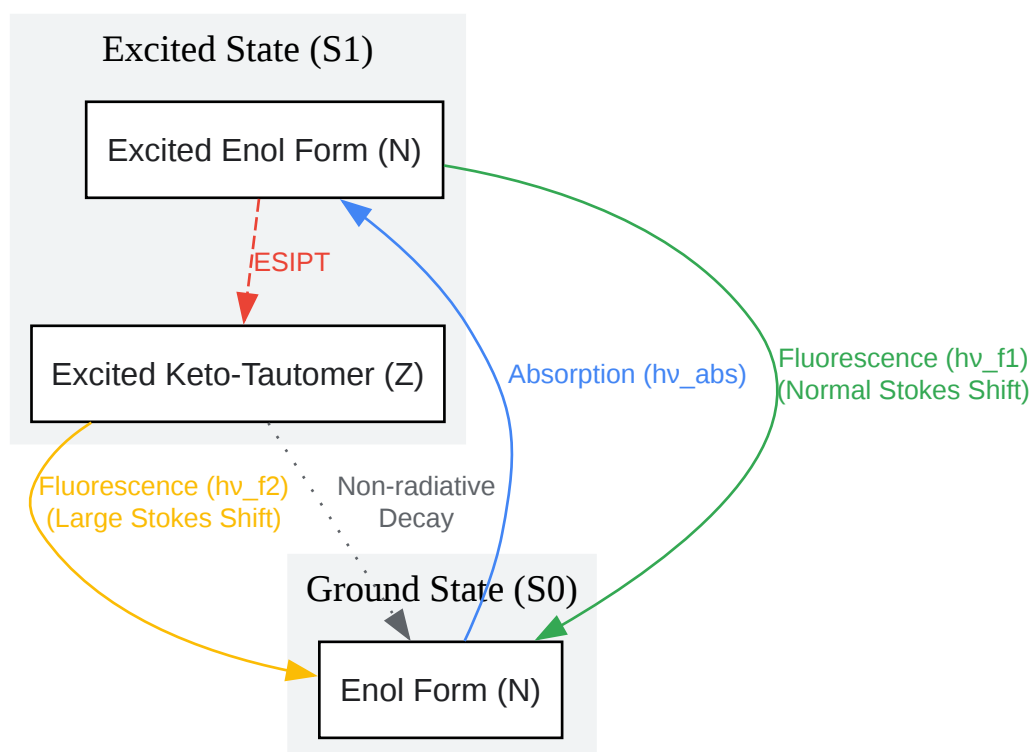 Excited State (S1)
Excited Enol Form (N)
ESIPT
Excited Keto-Tautomer (Z)
Absorption (hν_abs)
Fluorescence (hν_f1)
(Normal Stokes Shift)
Fluorescence (hν_f2)
(Large Stokes Shift)
Non-radiative
Decay
Ground State (S0)
Enol Form (N)